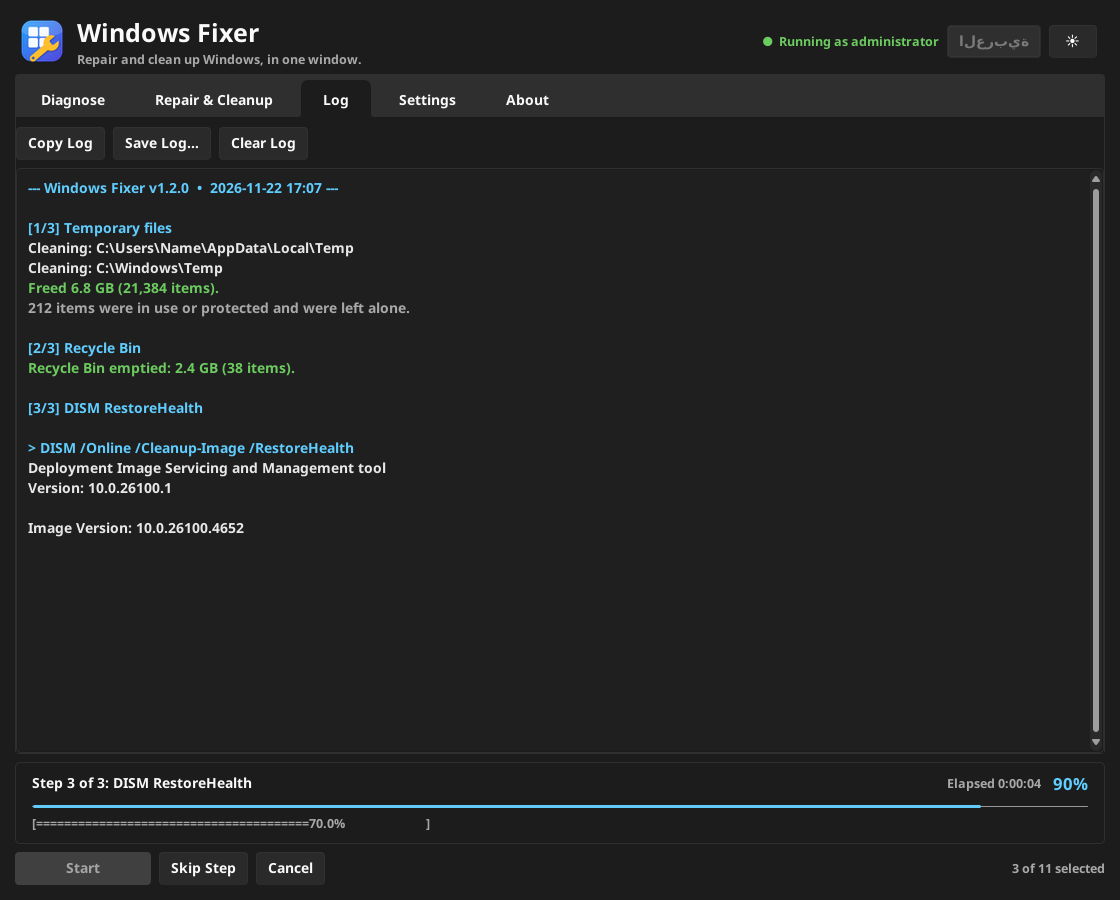 Windows Fixer
Repair and clean up Windows, in one window.
Running as administrator
العربية
Diagnose
Repair & Cleanup
Log
Settings
About
Copy Log
Save Log...
Clear Log
--- Windows Fixer v1.2.0 • 2026-11-22 17:07 ---
[1/3] Temporary files
Cleaning: C:\Users\Name\AppData\Local\Temp
Cleaning: C:\Windows\Temp
Freed 6.8 GB (21,384 items).
212 items were in use or protected and were left alone.
[2/3] Recycle Bin
Recycle Bin emptied: 2.4 GB (38 items).
[3/3] DISM RestoreHealth
> DISM /Online /Cleanup-Image /RestoreHealth
Deployment Image Servicing and Management tool
Version: 10.0.26100.1
Image Version: 10.0.26100.4652
Step 3 of 3: DISM RestoreHealth
Elapsed 0:00:04
90%
[======================================70.0% ]
Start
Skip Step
Cancel
3 of 11 selected